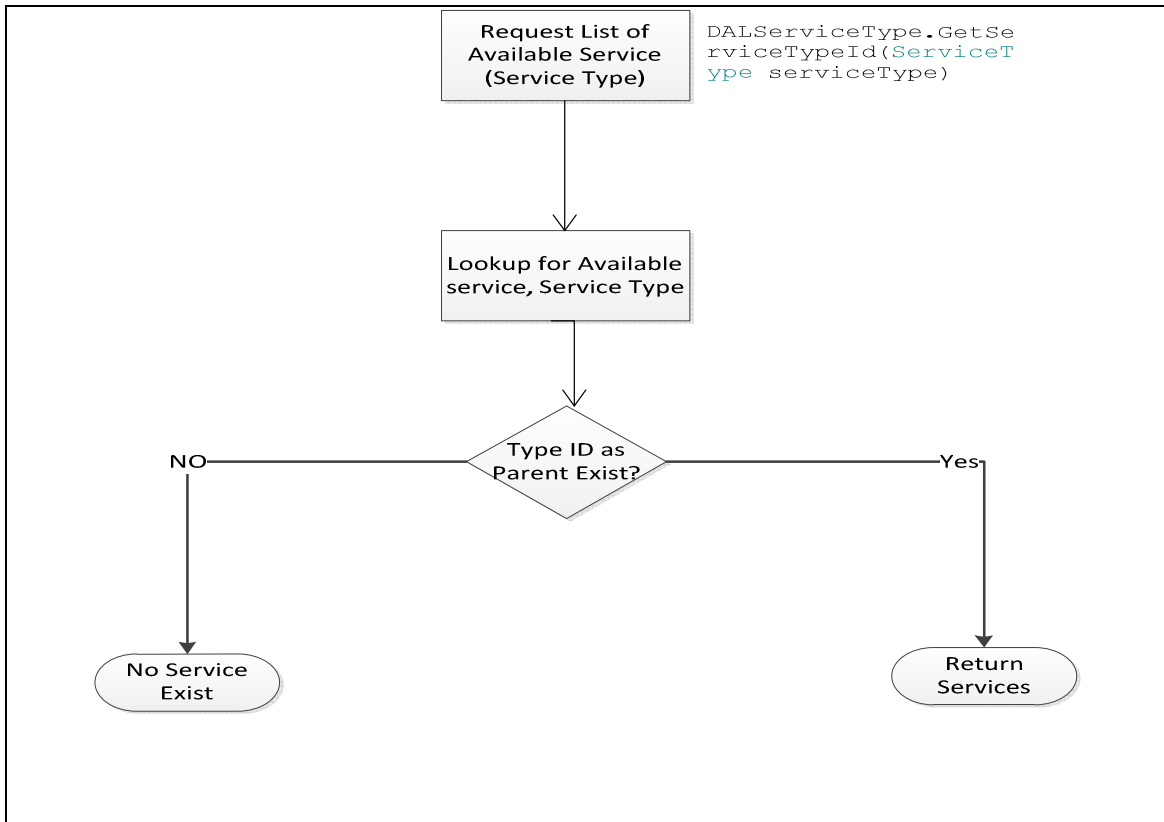 Request List of
Available Service
(Service Type)
DALServiceType.GetSe
rviceTypeId(ServiceT
ype serviceType)
Lookup for Available
service, Service Type
Type ID as
Parent Exist?
NO
Yes
No Service
Exist
Return
Services